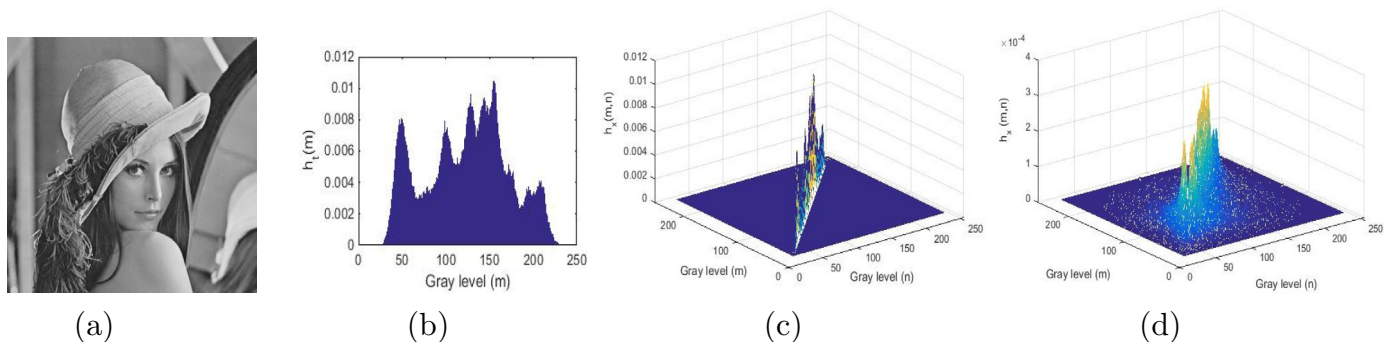 0.012
0.01
0.008
0.006
0.004
0.002
0
h_t(m)
0 50 100 150 200 250
Gray level (m)
(a)
(b)
0.012
0.01
0.008
0.006
0.004
0.002
0
h_x(m,n)
200
100
0
Gray level (m)
0
50
100
150
200
250
Gray level (n)
(c)
×10^-4
4
3
2
1
0
h_x(m,n)
200
100
0
Gray level (m)
0
50
100
150
200
250
Gray level (n)
(d)